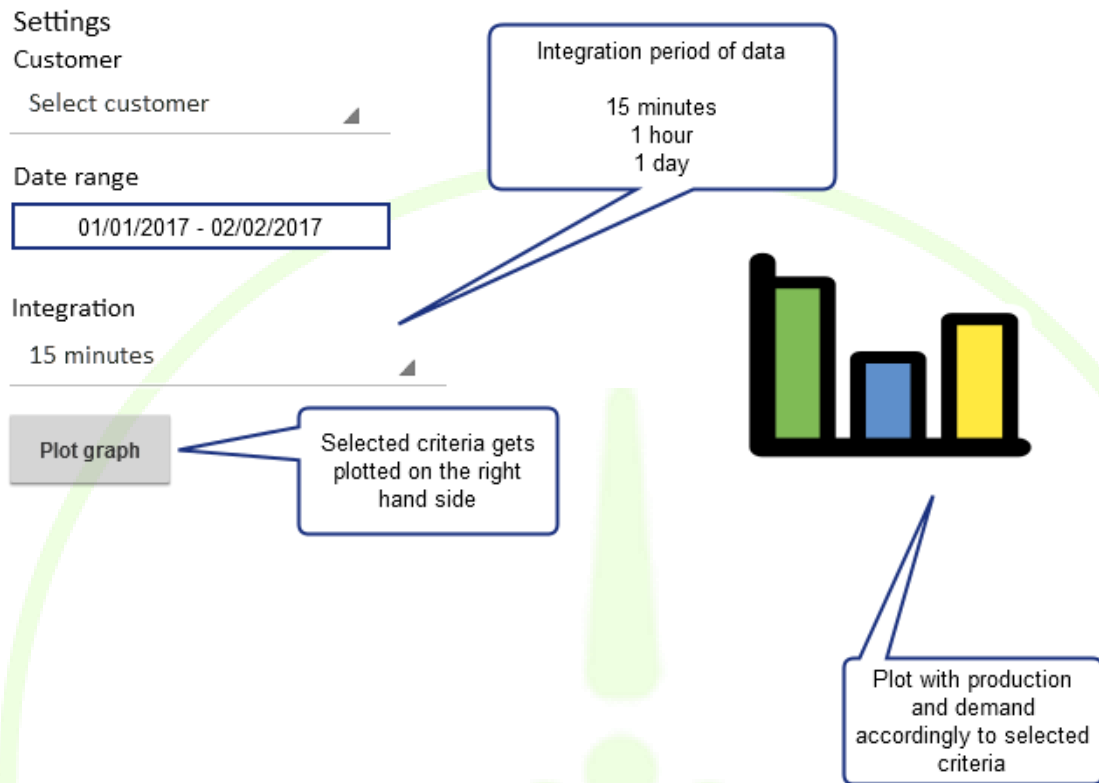 Settings
Customer
Select customer
Date range
01/01/2017 - 02/02/2017
Integration
15 minutes
Plot graph
Integration period of data
15 minutes
1 hour
1 day
Selected criteria gets
plotted on the right
hand side
Plot with production
and demand
accordingly to selected
criteria